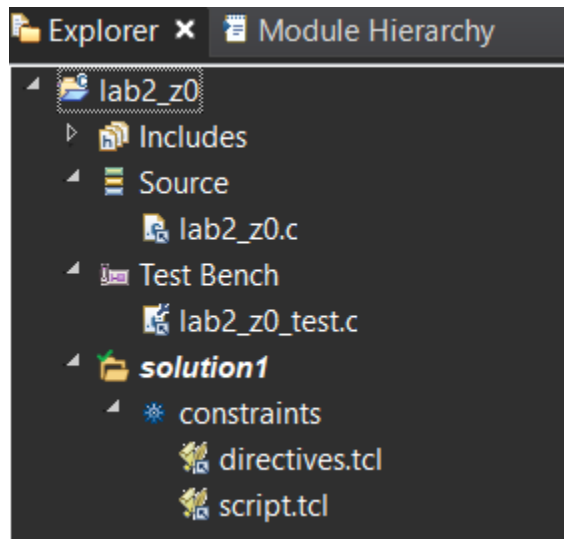 Explorer Module Hierarchy
lab2_z0
Includes
Source
lab2_z0.c
Test Bench
lab2_z0_test.c
solution1
constraints
directives.tcl
script.tcl